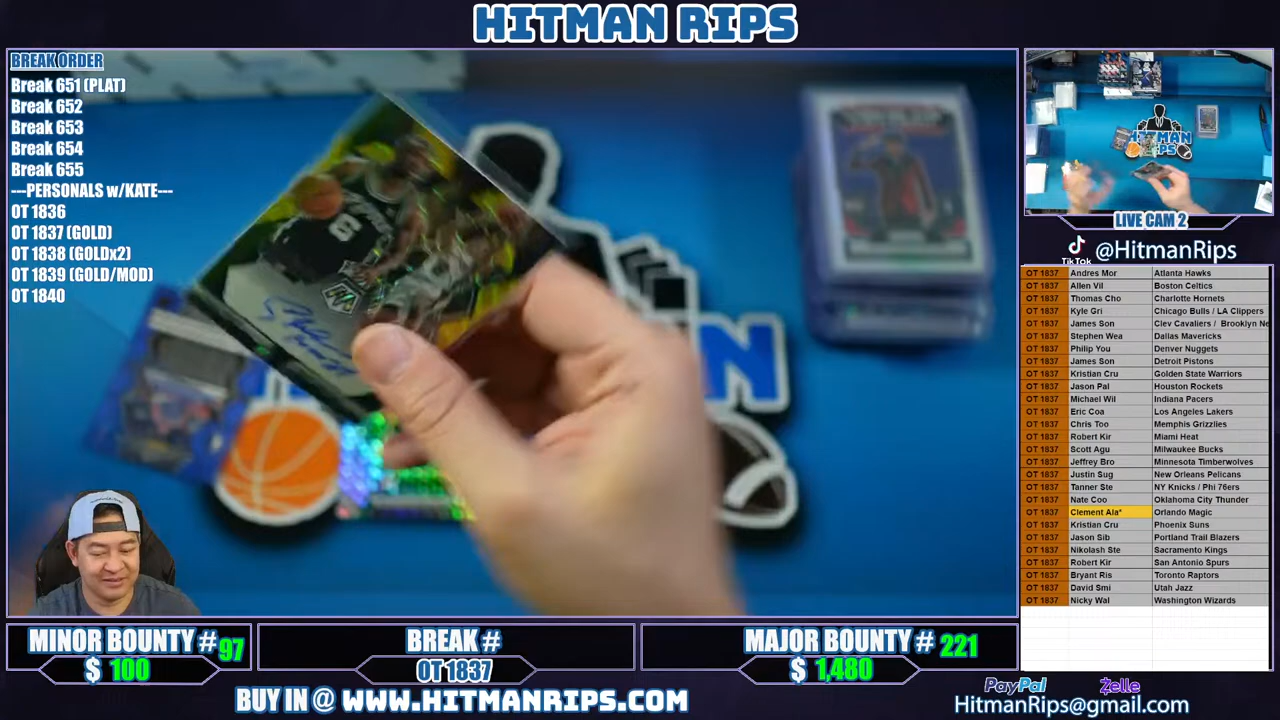 HITMAN RIPS
BREAK ORDER
Break 651 (PLAT)
Break 652
Break 653
Break 654
Break 655
---PERSONALS w/KATE---
OT 1836
OT 1837 (GOLD)
OT 1838 (GOLDx2)
OT 1839 (GOLD/MOD)
OT 1840
6
HITMAN
RIPS
LIVE CAM 2
TikTok
@HitmanRips
OT 1837 Andres Mor Atlanta Hawks
OT 1837 Allen Vil Boston Celtics
OT 1837 Thomas Cho Charlotte Hornets
OT 1837 Kyle Gri Chicago Bulls / LA Clippers
OT 1837 James Son Clev Cavaliers / Brooklyn Ne
OT 1837 Stephen Wea Dallas Mavericks
OT 1837 Philip You Denver Nuggets
OT 1837 James Son Detroit Pistons
OT 1837 Kristian Cru Golden State Warriors
OT 1837 Jason Pal Houston Rockets
OT 1837 Michael Wil Indiana Pacers
OT 1837 Eric Coa Los Angeles Lakers
OT 1837 Chris Too Memphis Grizzlies
OT 1837 Robert Kir Miami Heat
OT 1837 Scott Agu Milwaukee Bucks
OT 1837 Jeffrey Bro Minnesota Timberwolves
OT 1837 Justin Sug New Orleans Pelicans
OT 1837 Tanner Ste NY Knicks / Phi 76ers
OT 1837 Nate Coo Oklahoma City Thunder
OT 1837 Clement Ala* Orlando Magic
OT 1837 Kristian Cru Phoenix Suns
OT 1837 Jason Sib Portland Trail Blazers
OT 1837 Nikolash Ste Sacramento Kings
OT 1837 Robert Kir San Antonio Spurs
OT 1837 Bryant Ris Toronto Raptors
OT 1837 David Smi Utah Jazz
OT 1837 Nicky Wal Washington Wizards
MINOR BOUNTY # 97
$ 100
BREAK #
OT 1837
MAJOR BOUNTY # 221
$ 1,480
BUY IN @ WWW.HITMANRIPS.COM
PayPal Zelle
HitmanRips@gmail.com